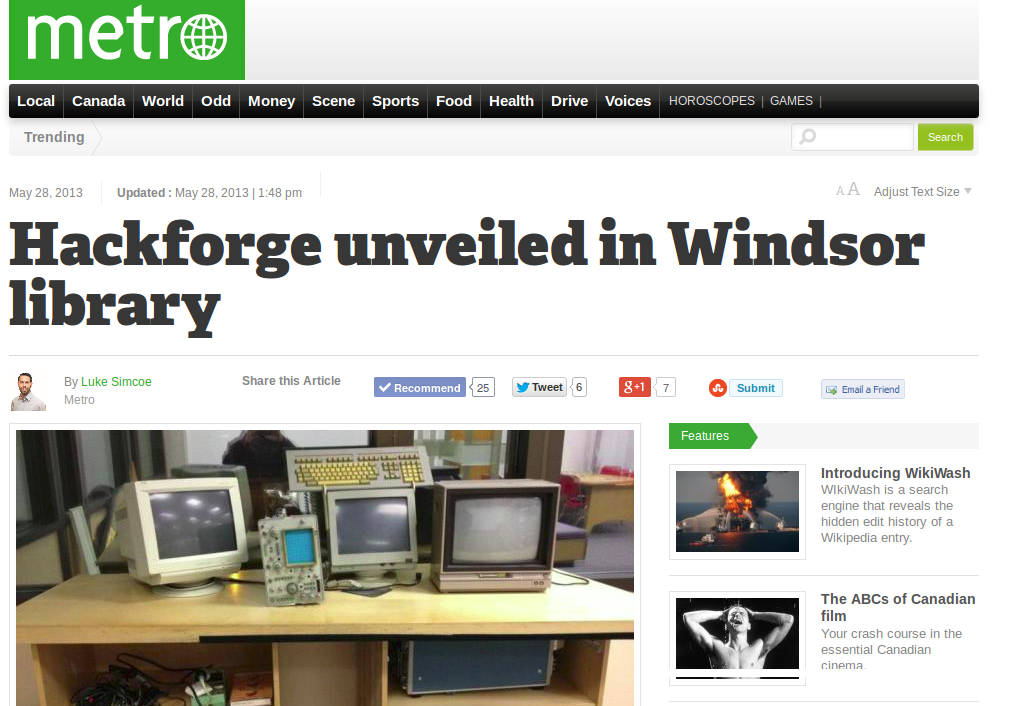 metro
Local Canada World Odd Money Scene Sports Food Health Drive Voices HOROSCOPES | GAMES |
Trending
Search
May 28, 2013 Updated : May 28, 2013 | 1:48 pm
A A Adjust Text Size
Hackforge unveiled in Windsor
library
By Luke Simcoe
Metro
Share this Article
Recommend 25
Tweet 6
g+1 7
Submit
Email a Friend
Features
Introducing WikiWash
WIkiWash is a search
engine that reveals the
hidden edit history of a
Wikipedia entry.
The ABCs of Canadian
film
Your crash course in the
essential Canadian
cinema.